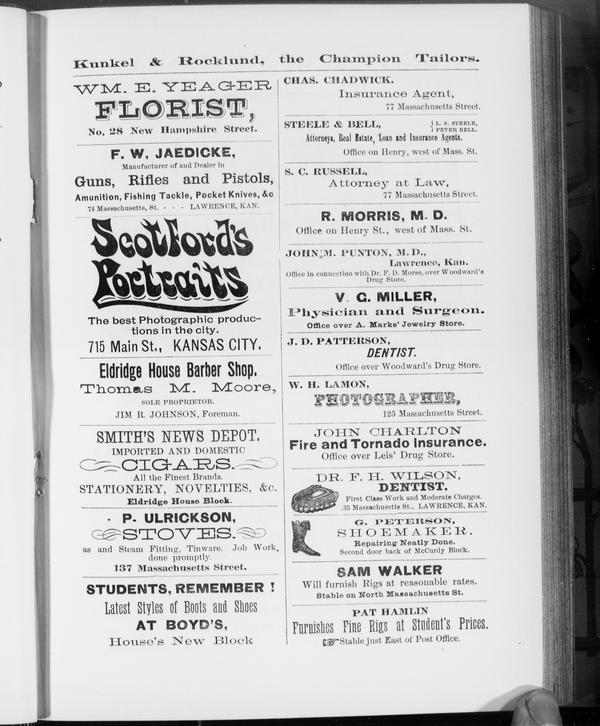 Kunkel & Rocklund, the Champion Tailors.
WM. E. YEAGER
FLORIST,
No. 28 New Hampshire Street.
F. W. JAEDICKE,
Manufacturer of and Dealer in
Guns, Rifles and Pistols,
Amunition, Fishing Tackle, Pocket Knives, &c
74 Massachusetts, St. - - - LAWRENCE, KAN.
Scotford's
Portraits
The best Photographic produc-
tions in the city.
715 Main St., KANSAS CITY.
Eldridge House Barber Shop.
Thomas M. Moore,
SOLE PROPRIETOR.
JIM R. JOHNSON, Foreman.
SMITH'S NEWS DEPOT.
IMPORTED AND DOMESTIC
CIGARS.
All the Finest Brands.
STATIONERY, NOVELTIES, &c.
Eldridge House Block.
P. ULRICKSON,
STOVES.
as and Steam Fitting, Tinware. Job Work,
done promptly.
137 Massachusetts Street.
STUDENTS, REMEMBER !
Latest Styles of Boots and Shoes
AT BOYD'S,
House's New Block
CHAS. CHADWICK.
Insurance Agent,
77 Massachusetts Street.
STEELE & BELL, } L. S. STEELE,
} PETER BELL.
Attorneys, Real Estate, Loan and Insurance Agents.
Office on Henry, west of Mass. St.
S. C. RUSSELL,
Attorney at Law,
77 Massachusetts Street.
R. MORRIS, M. D.
Office on Henry St., west of Mass. St.
JOHN M. PUNTON, M.D.,
Lawrence, Kan.
Office in connection with Dr. F. D. Morse, over Woodward's
Drug Store.
V. G. MILLER,
Physician and Surgeon.
Office over A. Marks' Jewelry Store.
J. D. PATTERSON,
DENTIST.
Office over Woodward's Drug Store.
W. H. LAMON,
PHOTOGRAPHER,
125 Massachusetts Street.
JOHN CHARLTON
Fire and Tornado Insurance.
Office over Leis' Drug Store.
DR. F. H. WILSON,
DENTIST.
First Class Work and Moderate Charges.
35 Massachusetts St., LAWRENCE, KAN.
G. PETERSON,
SHOEMAKER.
Repairing Neatly Done.
Second door back of McCurdy Block.
SAM WALKER
Will furnish Rigs at reasonable rates.
Stable on North Massachusetts St.
PAT HAMLIN
Furnishes Fine Rigs at Student's Prices.
Stable just East of Post Office.